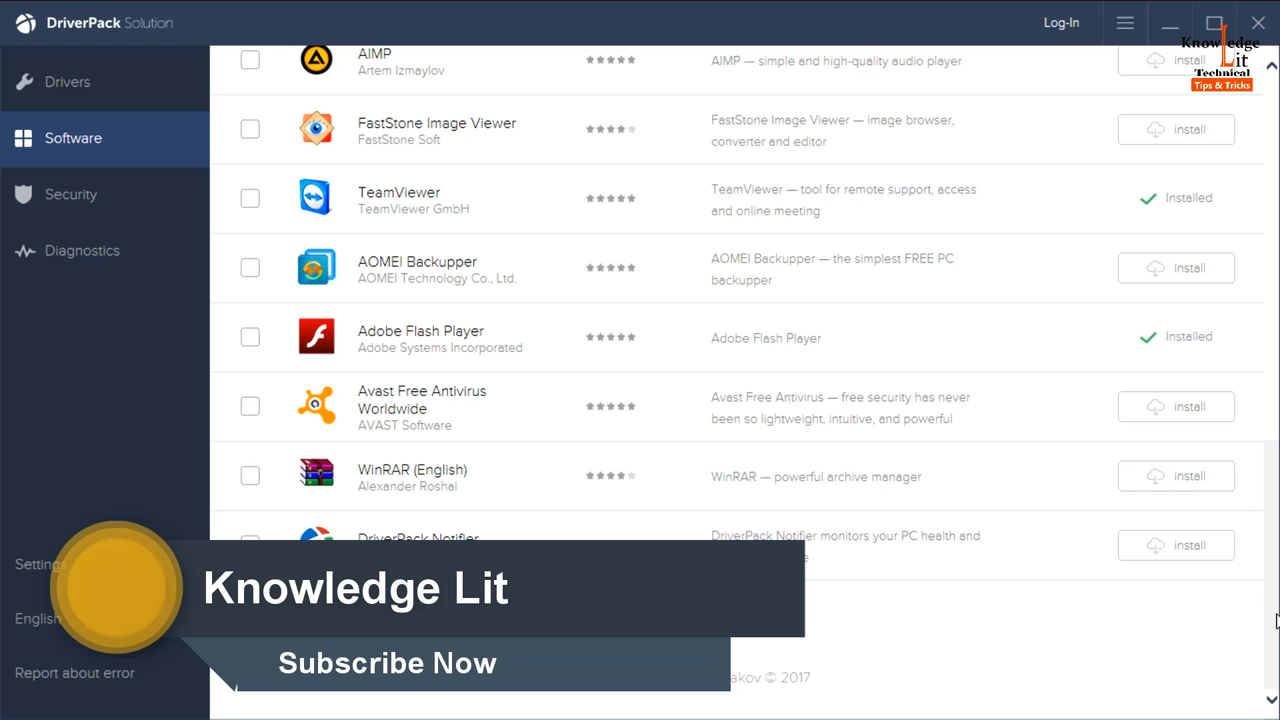 DriverPack Solution
Log-In
Knowledge
Lit
Technical
Tips & Tricks
Drivers
Software
Security
Diagnostics
Settings
English
Report about error
AIMP
Artem Izmaylov
AIMP — simple and high-quality audio player
install
FastStone Image Viewer
FastStone Soft
FastStone Image Viewer — image browser,
converter and editor
install
TeamViewer
TeamViewer GmbH
TeamViewer — tool for remote support, access
and online meeting
Installed
AOMEI Backupper
AOMEI Technology Co., Ltd.
AOMEI Backupper — the simplest FREE PC
backupper
install
Adobe Flash Player
Adobe Systems Incorporated
Adobe Flash Player
Installed
Avast Free Antivirus
Worldwide
AVAST Software
Avast Free Antivirus — free security has never
been so lightweight, intuitive, and powerful
install
WinRAR (English)
Alexander Roshal
WinRAR — powerful archive manager
install
DriverPack Notifier
DriverPack Notifier monitors your PC health and
install
Knowledge Lit
Subscribe Now
akov © 2017